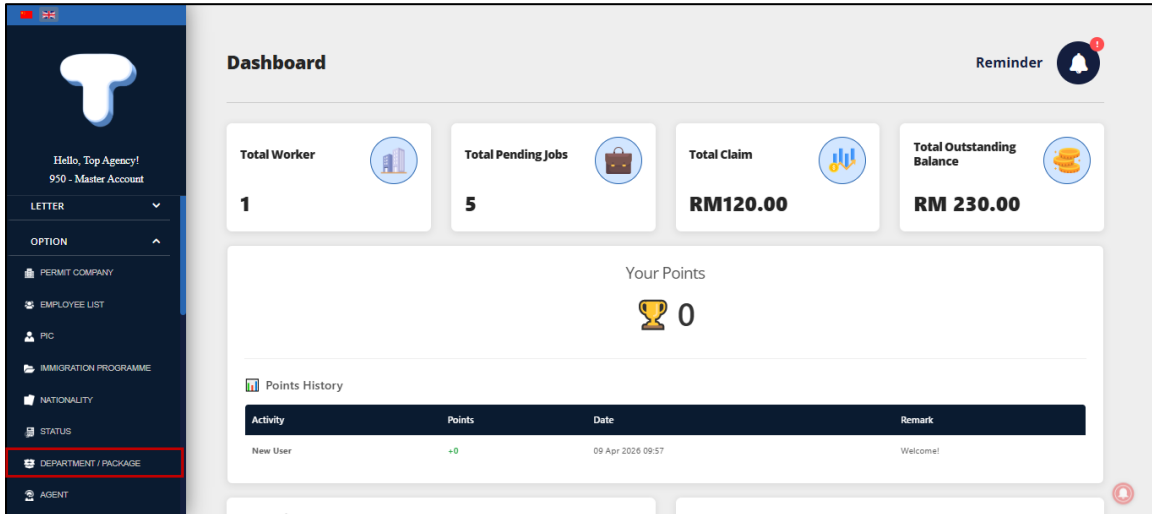 Hello, Top Agency!
950 - Master Account
LETTER
OPTION
PERMIT COMPANY
EMPLOYEE LIST
PIC
IMMIGRATION PROGRAMME
NATIONALITY
STATUS
DEPARTMENT / PACKAGE
AGENT
Dashboard
Reminder
!
Total Worker
1
Total Pending Jobs
5
Total Claim
RM120.00
Total Outstanding
Balance
RM 230.00
Your Points
0
Points History
Activity Points Date Remark
New User +0 09 Apr 2026 09:57 Welcome!